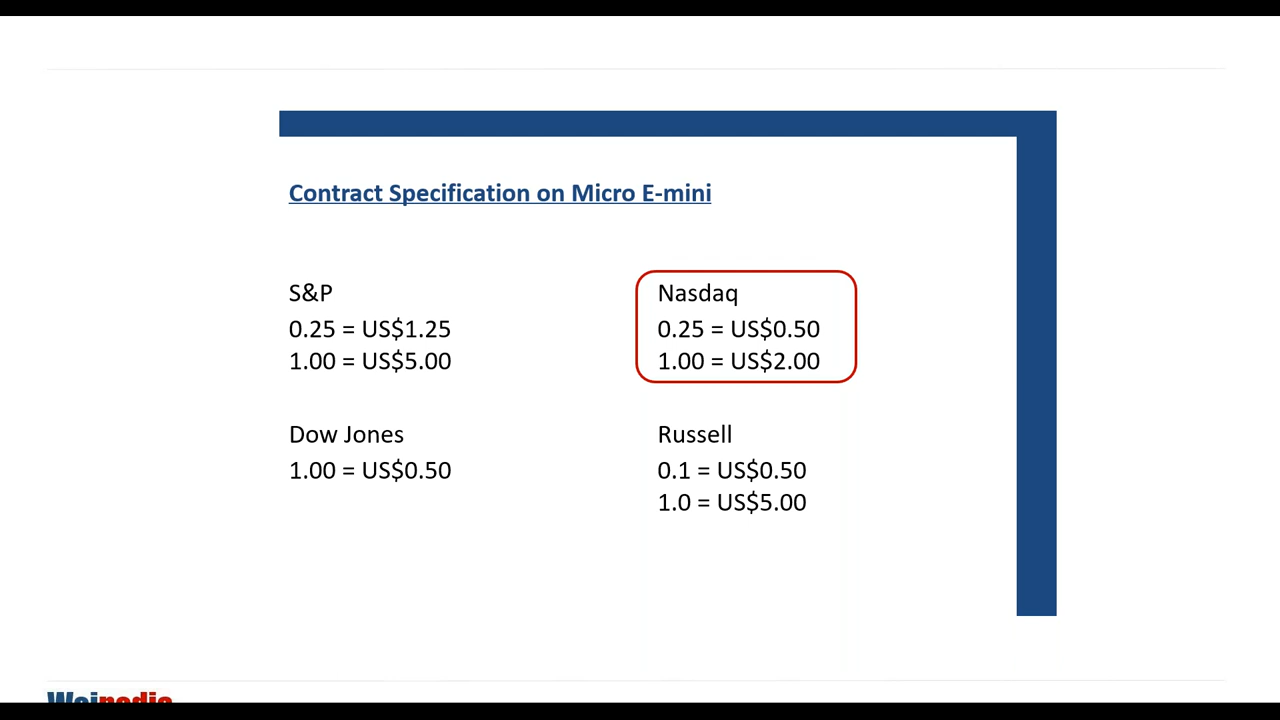 Contract Specification on Micro E-mini
S&P
0.25 = US$1.25
1.00 = US$5.00
Nasdaq
0.25 = US$0.50
1.00 = US$2.00
Dow Jones
1.00 = US$0.50
Russell
0.1 = US$0.50
1.0 = US$5.00